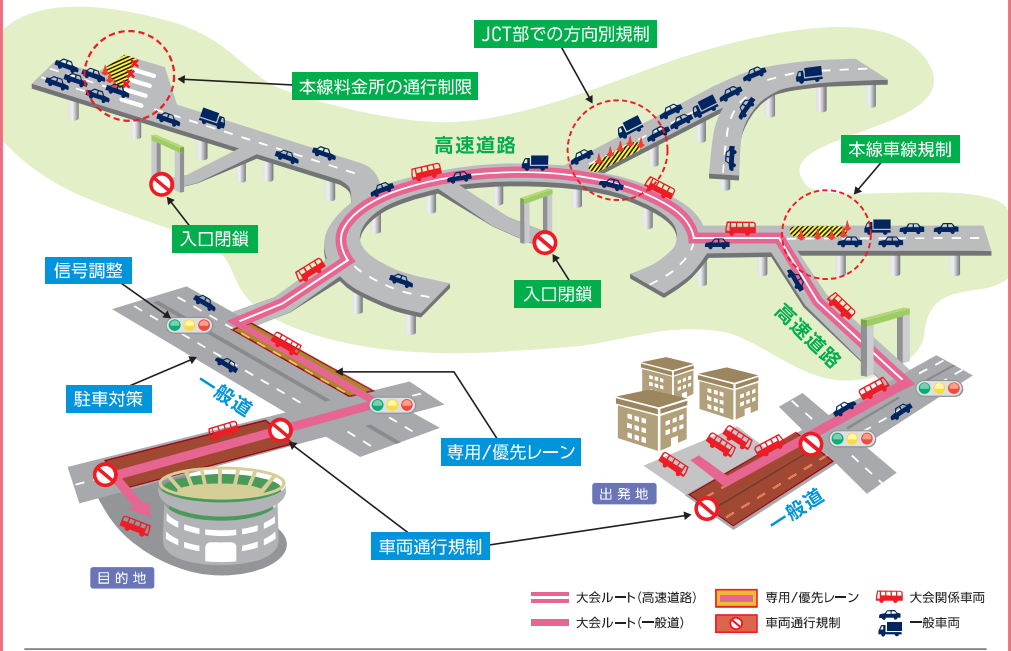 JCT部での方向別規制
本線料金所の通行制限
高速道路
本線車線規制
入口閉鎖
入口閉鎖
信号調整
高速道路
駐車対策
一般道
専用/優先レーン
出発地
一般道
車両通行規制
目的地
大会ルート(高速道路)
専用/優先レーン
大会関係車両
大会ルート(一般道)
車両通行規制
一般車両